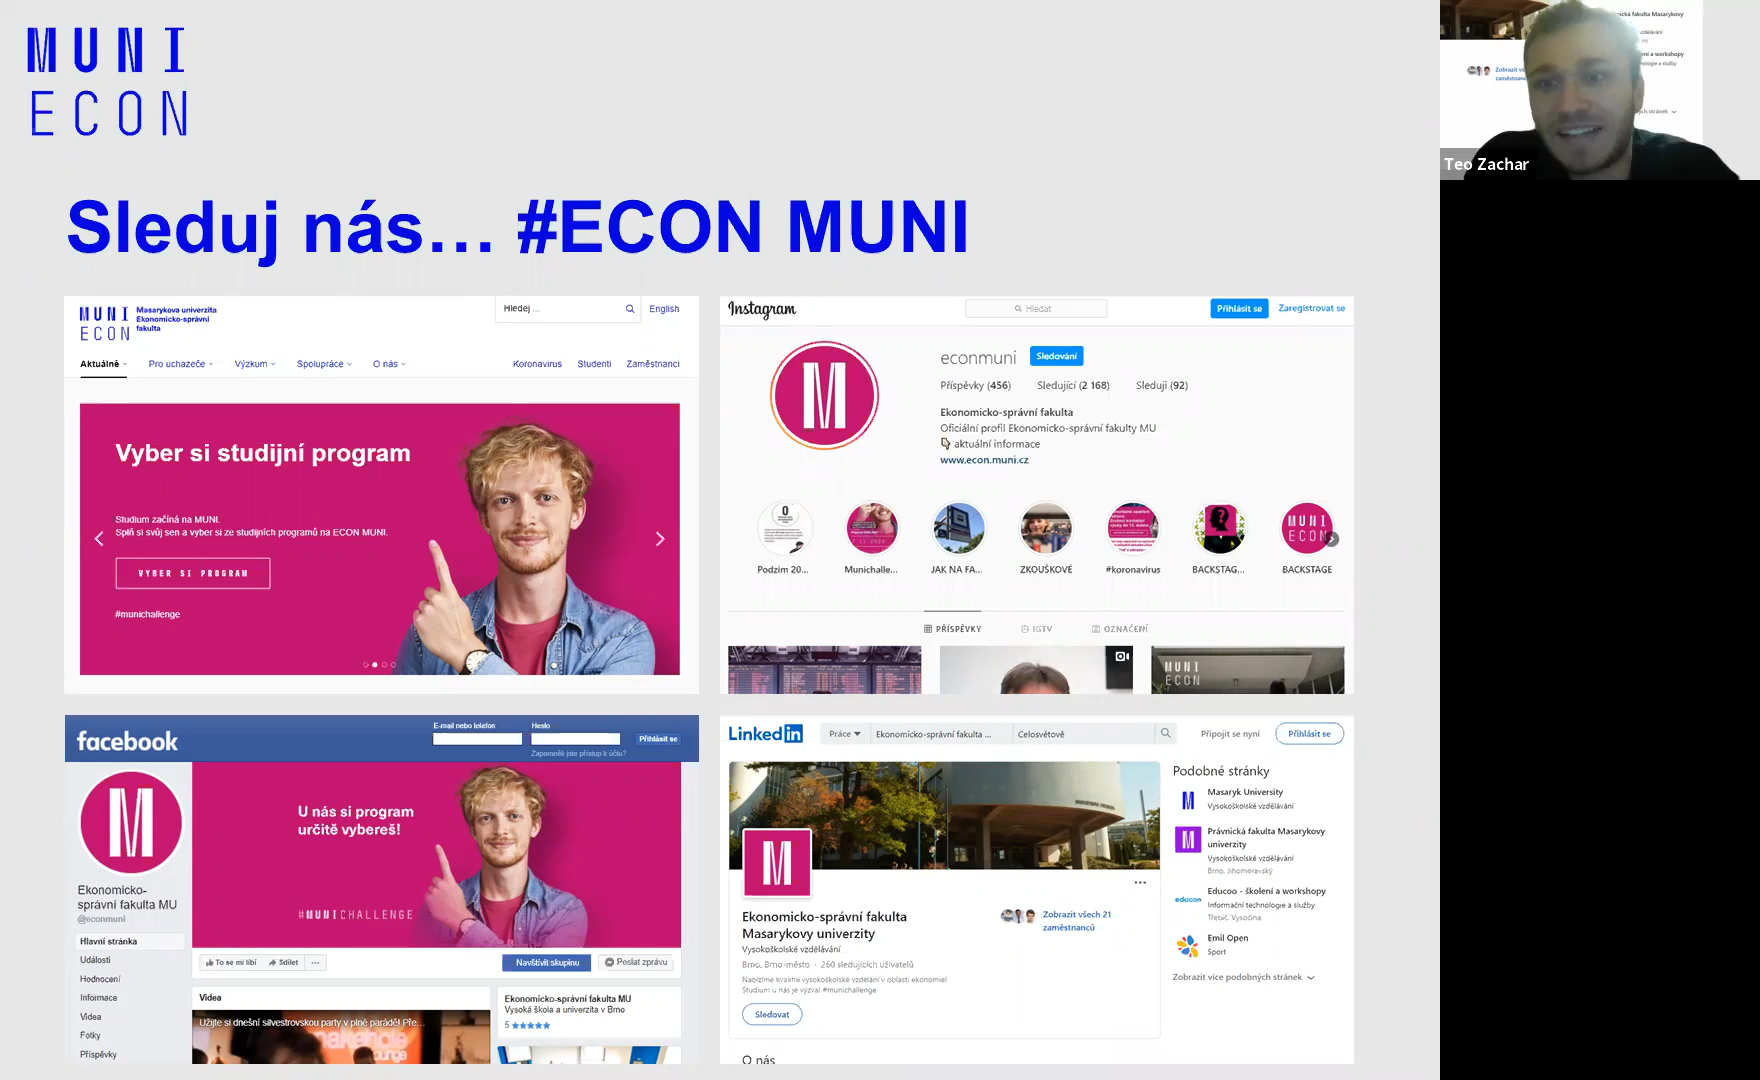 MUNI
ECON
Sleduj nás… #ECON MUNI
MUNI
ECON
Masarykova univerzita
Ekonomicko-správní
fakulta
Hledej ...
English
Aktuálně
Pro uchazeče
Výzkum
Spolupráce
O nás
Koronavirus
Studenti
Zaměstnanci
Vyber si studijní program
Studium začíná na MUNI.
Splň si svůj sen a vyber si ze studijních programů na ECON MUNI.
VYBER SI PROGRAM
#munichallenge
Instagram
Hledat
Přihlásit se
Zaregistrovat se
econmuni
Sledování
Příspěvky (456)
Sledující (2 168)
Sleduji (92)
Ekonomicko-správní fakulta
Oficiální profil Ekonomicko-správní fakulty MU
aktuální informace
www.econ.muni.cz
Podzim 20...
Munichalle...
JAK NA FA...
ZKOUŠKOVÉ
#koronavirus
BACKSTAG...
BACKSTAGE
MUNI
ECON
PŘÍSPĚVKY
IGTV
OZNAČENÍ
MUNI
ECON
facebook
E-mail nebo telefon
Heslo
Přihlásit se
Zapomněli jste přístup k účtu?
M
U nás si program
určitě vybereš!
#MUNICHALLENGE
Ekonomicko-
správní fakulta MU
@econmuni
Hlavní stránka
Události
Hodnocení
Informace
Videa
Fotky
Příspěvky
To se mi líbí
Sdílet
Navštívit skupinu
Poslat zprávu
Videa
Užijte si dnešní silvestrovskou party v plné parádě! Pře...
Ekonomicko-správní fakulta MU
Vysoká škola a univerzita v Brno
5 ★★★★★
Linked in
Práce
Ekonomicko-správní fakulta ...
Celosvětově
Připojit se nyní
Přihlásit se
M
Ekonomicko-správní fakulta
Masarykovy univerzity
Vysokoškolské vzdělávání
Brno, Brno-město · 260 sledujících uživatelů
Nabízíme kvalitní vysokoškolské vzdělání v oblasti ekonomie!
Studium u nás je výzva! #munichallenge
Sledovat
Zobrazit všech 21
zaměstnanců
O nás
Podobné stránky
Masaryk University
Vysokoškolské vzdělávání
Právnická fakulta Masarykovy
univerzity
Vysokoškolské vzdělávání
Brno, Jihomoravský
educoo
Educoo - školení a workshopy
Informační technologie a služby
Třebíč, Vysočina
Emil Open
Sport
Zobrazit více podobných stránek
Teo Zachar